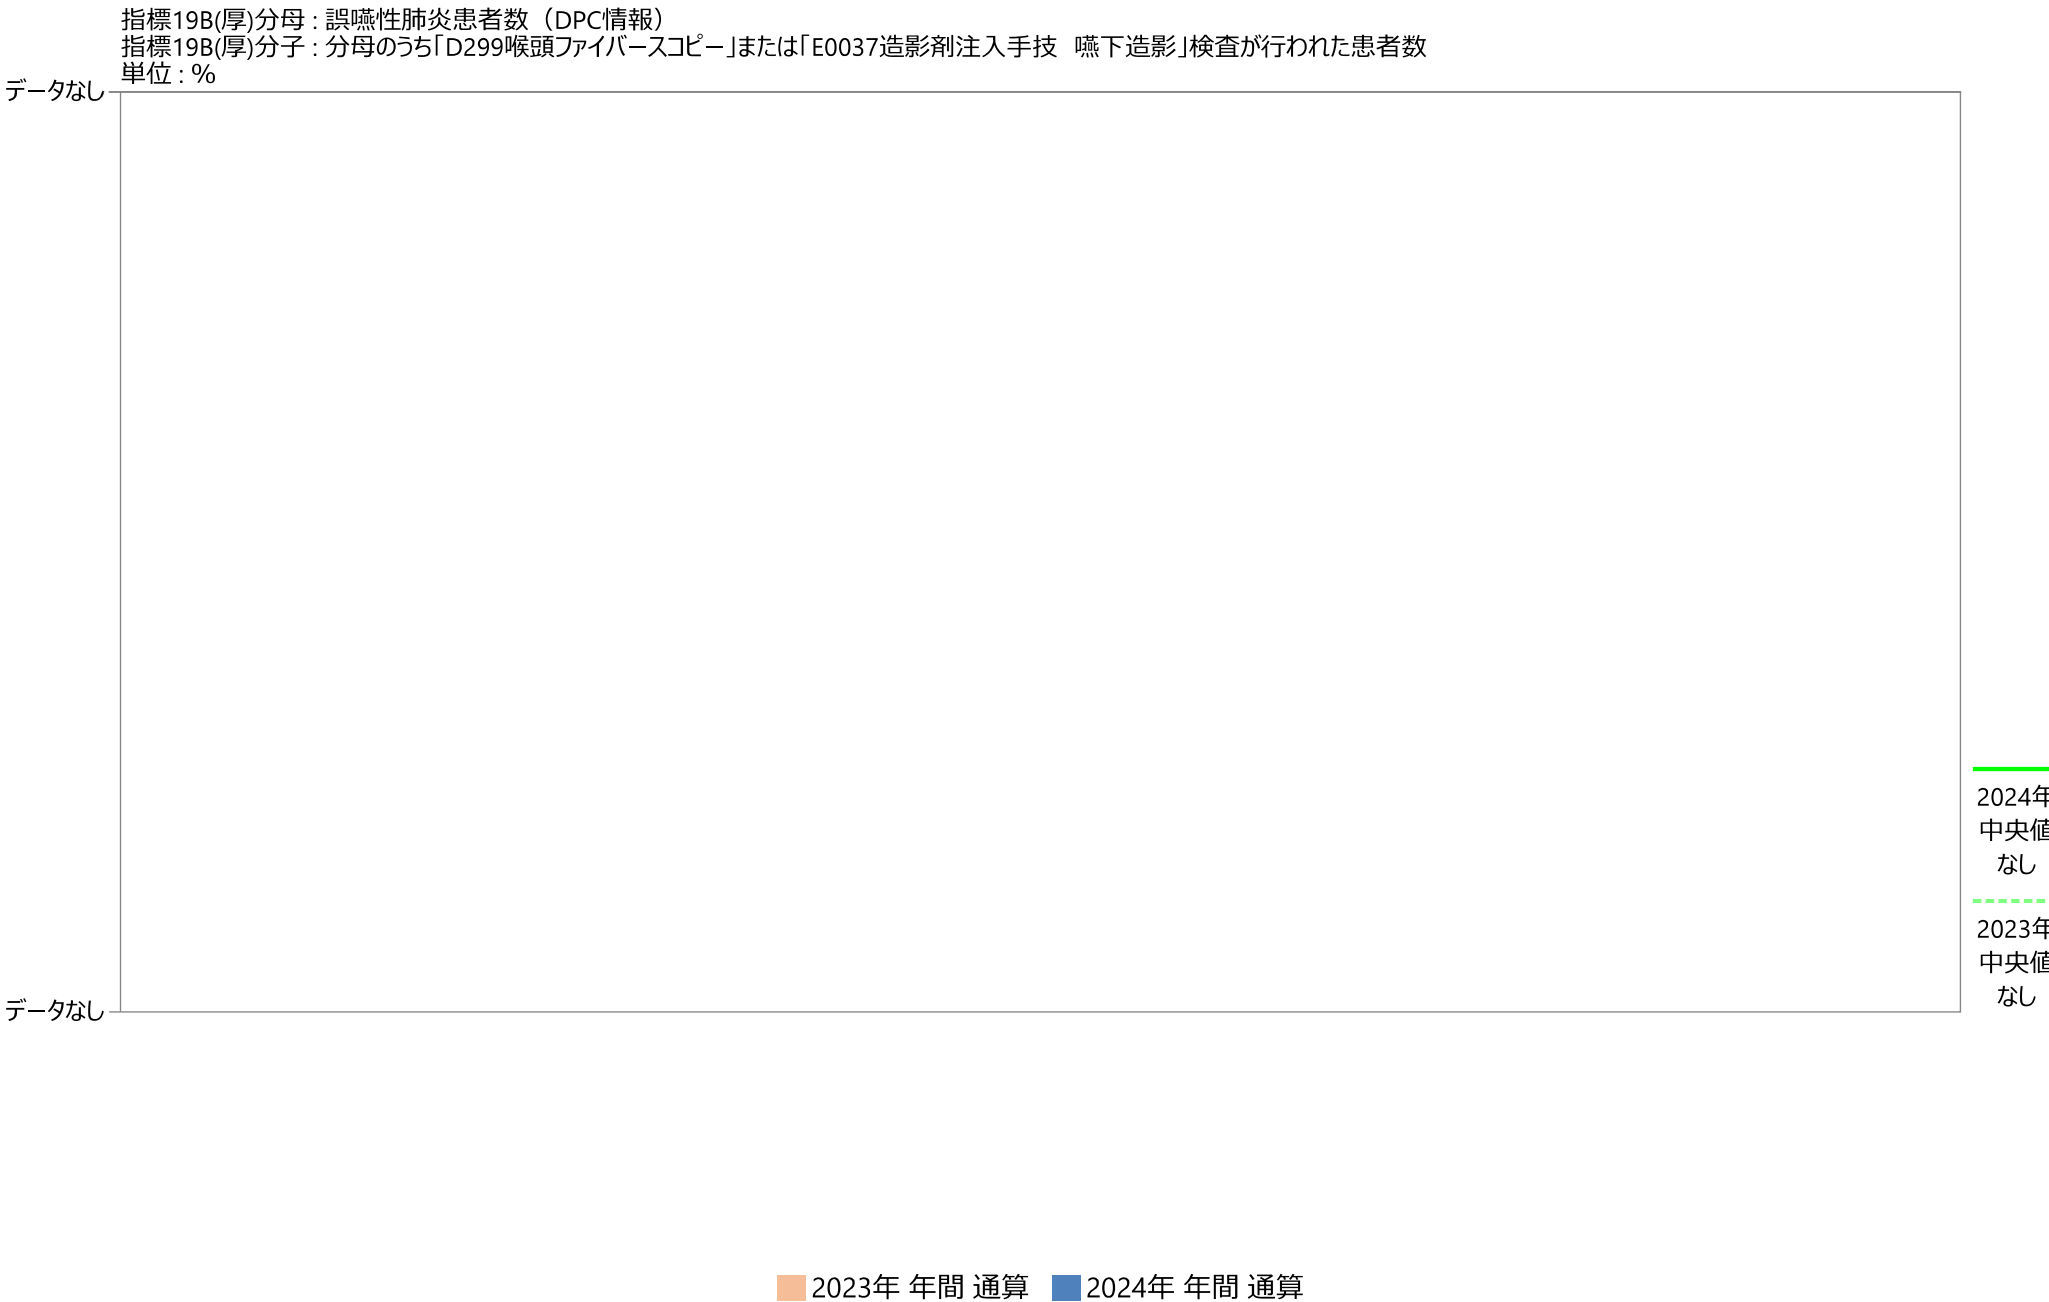 指標19B(厚)分母 : 誤嚥性肺炎患者数（DPC情報）
指標19B(厚)分子 : 分母のうち「D299喉頭ファイバースコピー」または「E0037造影剤注入手技　嚥下造影」検査が行われた患者数
単位 : %
データなし
データなし
2024年
中央値
なし
2023年
中央値
なし
2023年 年間 通算
2024年 年間 通算